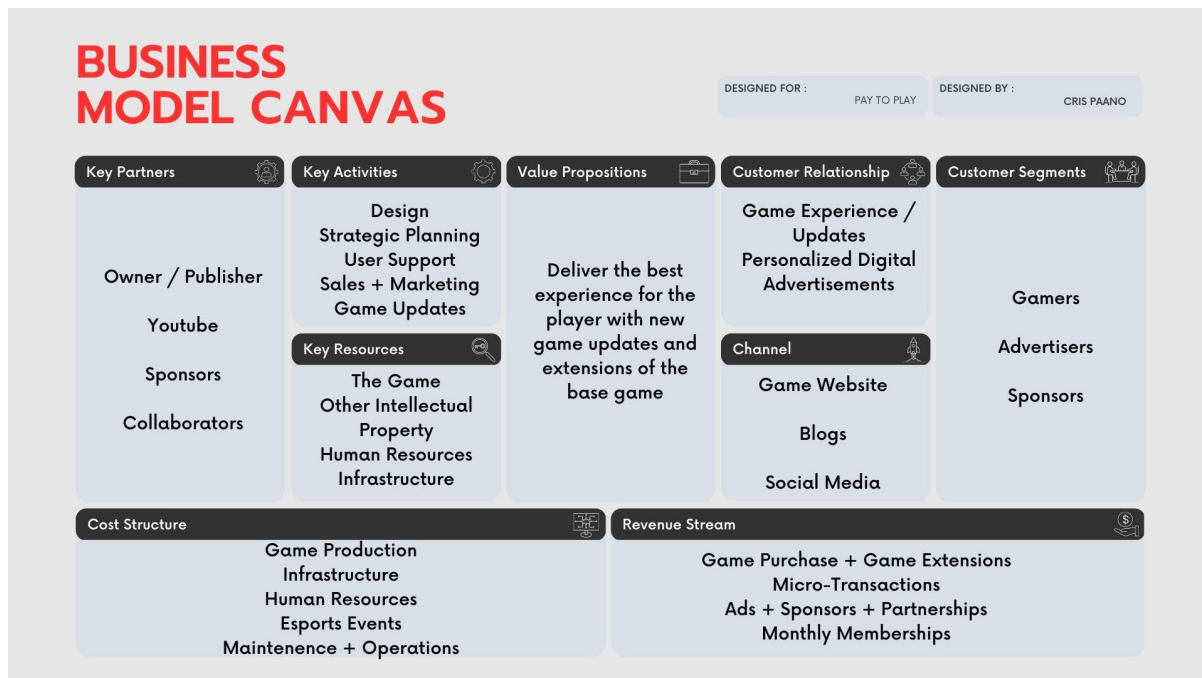 BUSINESS
MODEL CANVAS
DESIGNED FOR :
PAY TO PLAY
DESIGNED BY :
CRIS PAANO
Key Partners
Owner / Publisher
Youtube
Sponsors
Collaborators
Key Activities
Design
Strategic Planning
User Support
Sales + Marketing
Game Updates
Key Resources
The Game
Other Intellectual
Property
Human Resources
Infrastructure
Value Propositions
Deliver the best
experience for the
player with new
game updates and
extensions of the
base game
Customer Relationship
Game Experience /
Updates
Personalized Digital
Advertisements
Channel
Game Website
Blogs
Social Media
Customer Segments
Gamers
Advertisers
Sponsors
Cost Structure
Game Production
Infrastructure
Human Resources
Esports Events
Maintenence + Operations
Revenue Stream
Game Purchase + Game Extensions
Micro-Transactions
Ads + Sponsors + Partnerships
Monthly Memberships